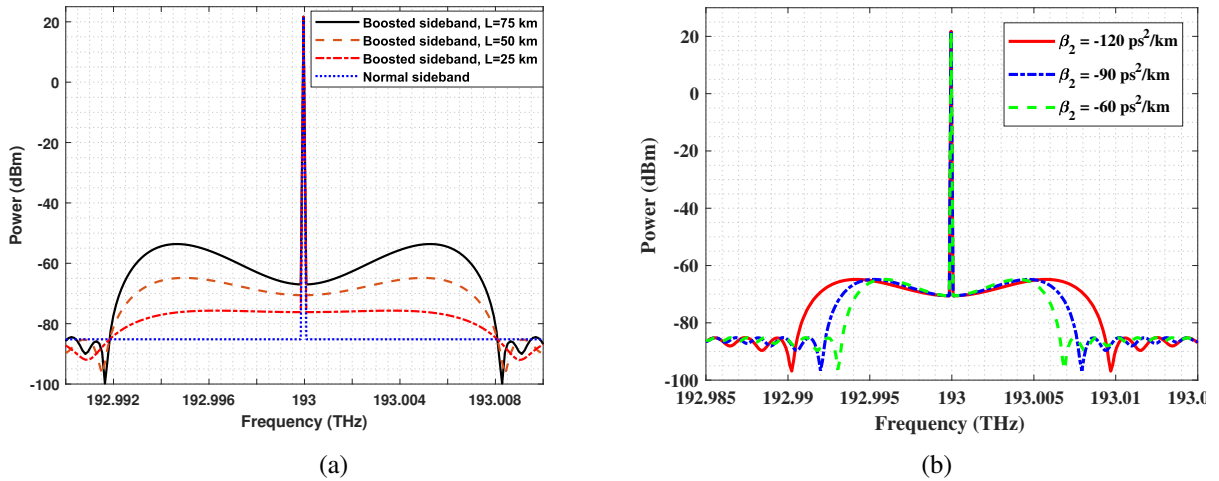 20
0
-20
-40
-60
-80
-100
Power (dBm)
Boosted sideband, L=75 km
Boosted sideband, L=50 km
Boosted sideband, L=25 km
Normal sideband
192.992
192.996
193
193.004
193.008
Frequency (THz)
(a)
20
0
-20
-40
-60
-80
-100
Power (dBm)
β2 = -120 ps2/km
β2 = -90 ps2/km
β2 = -60 ps2/km
192.985
192.99
192.995
193
193.005
193.01
193.0
Frequency (THz)
(b)